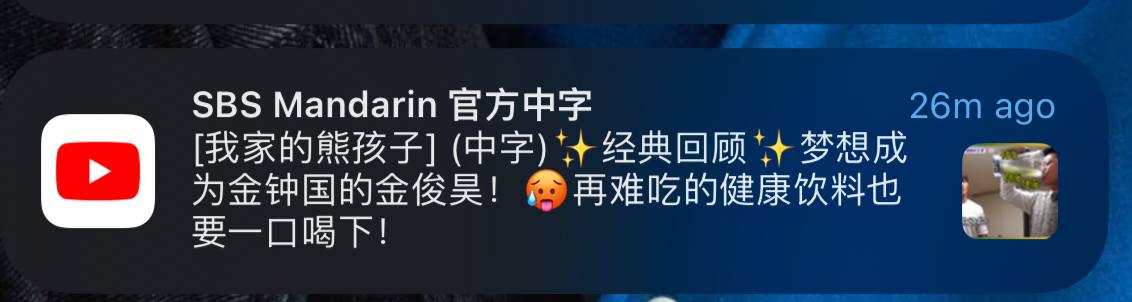 SBS Mandarin 官方中字
26m ago
[我家的熊孩子] (中字)✨经典回顾✨梦想成
为金钟国的金俊昊！🥵再难吃的健康饮料也
要一口喝下！